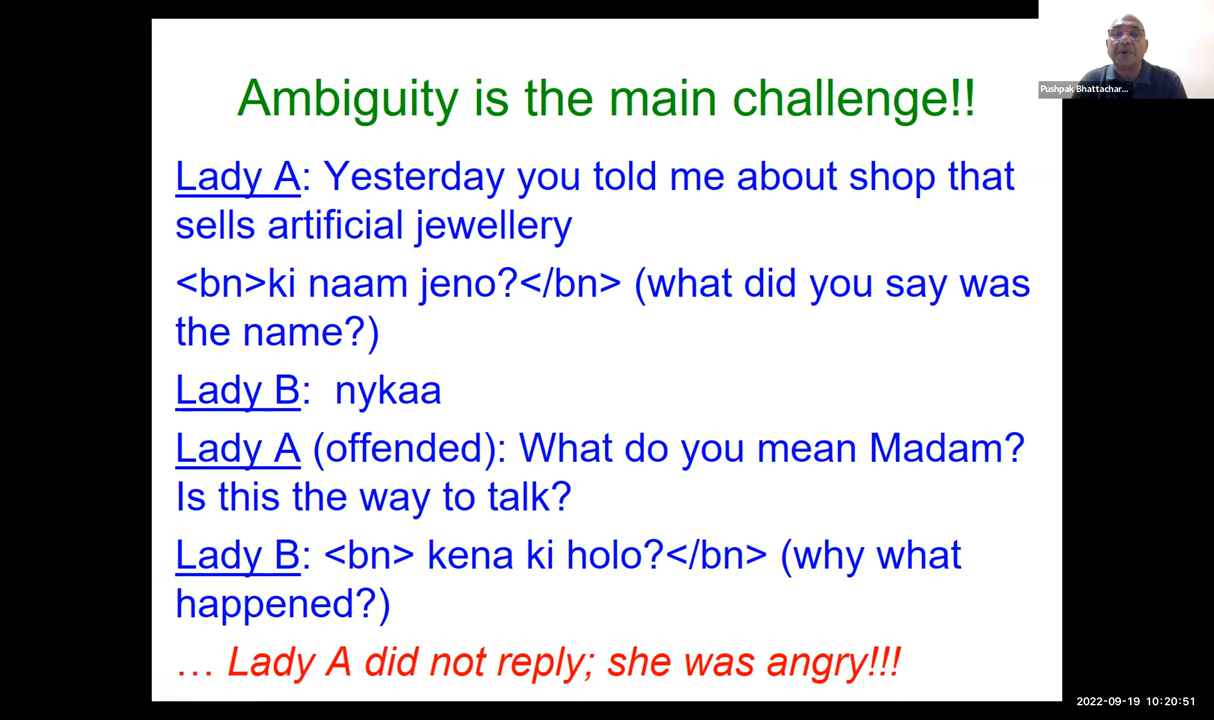 Ambiguity is the main challenge!!
Lady A: Yesterday you told me about shop that
sells artificial jewellery
<bn>ki naam jeno?</bn> (what did you say was
the name?)
Lady B:  nykaa
Lady A (offended): What do you mean Madam?
Is this the way to talk?
Lady B: <bn> kena ki holo?</bn> (why what
happened?)
… Lady A did not reply; she was angry!!!
Pushpak Bhattachar...
2022-09-19 10:20:51